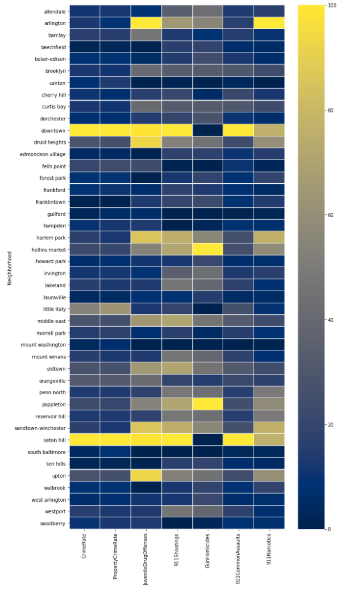 allendale
arlington
barclay
beechfield
belair-edison
brooklyn
canton
cherry hill
curtis bay
dorchester
downtown
druid heights
edmondson village
fells point
forest park
frankford
franklintown
guilford
hampden
harlem park
hollins market
howard park
irvington
lakeland
lauraville
little italy
middle east
morrell park
mount washington
mount winans
oldtown
orangeville
penn north
poppleton
reservoir hill
sandtown-winchester
seton hill
south baltimore
ten hills
upton
walbrook
west arlington
westport
woodberry
Neighborhood
CrimeRate
PropertyCrimeRate
JuvenileDrugOffenses
911Shootings
GunHomicides
911CommonAssaults
911Narcotics
100
80
60
40
20
0